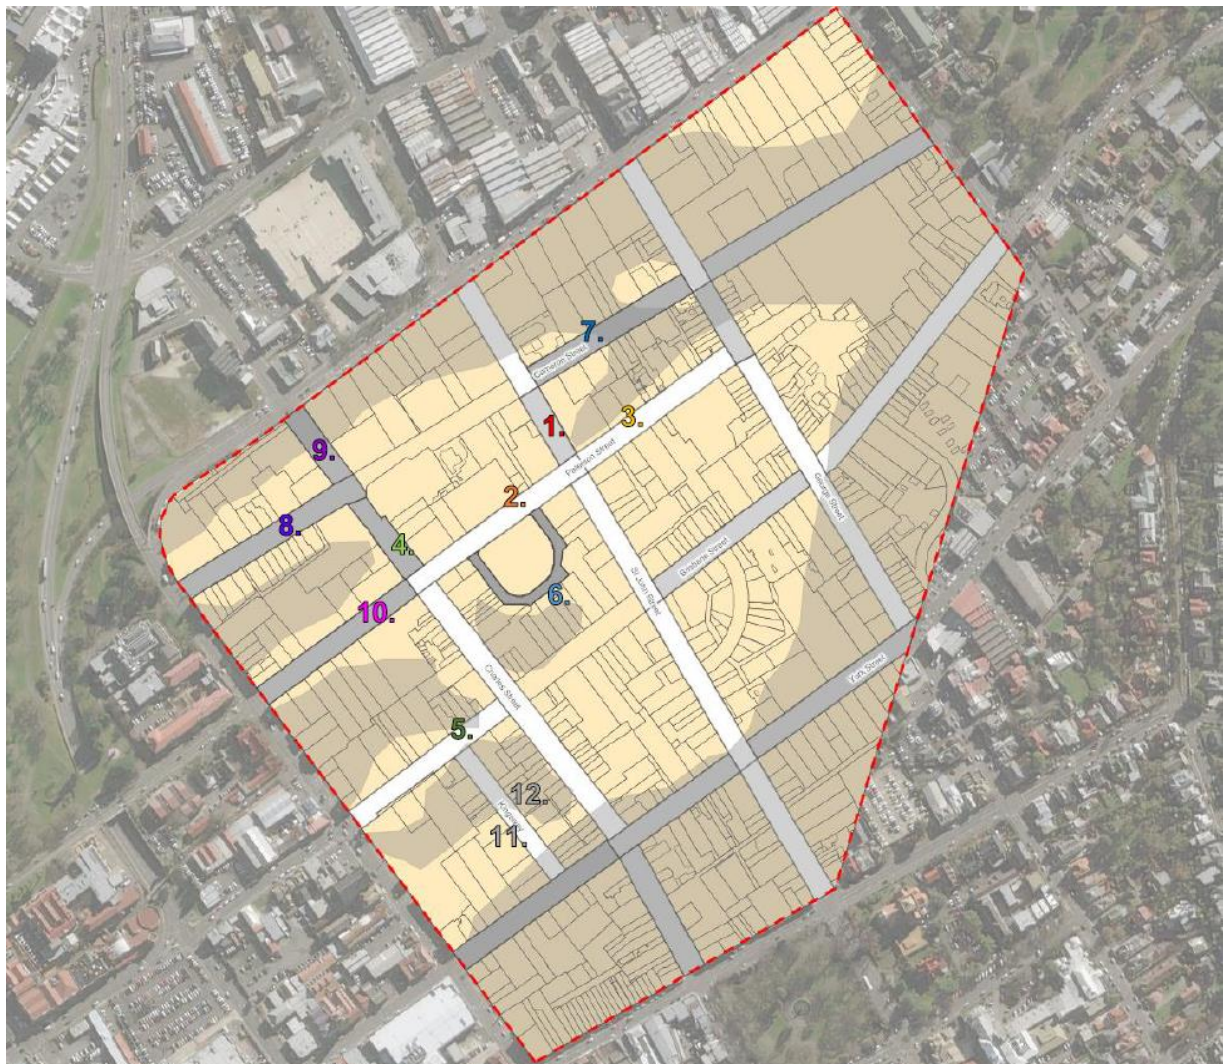 7.
Cameron Street
1.
3.
Paterson Street
9.
2.
8.
4.
George Street
6.
Brisbane Street
St John Street
10.
Charles Street
York Street
5.
12.
Kingsway
11.